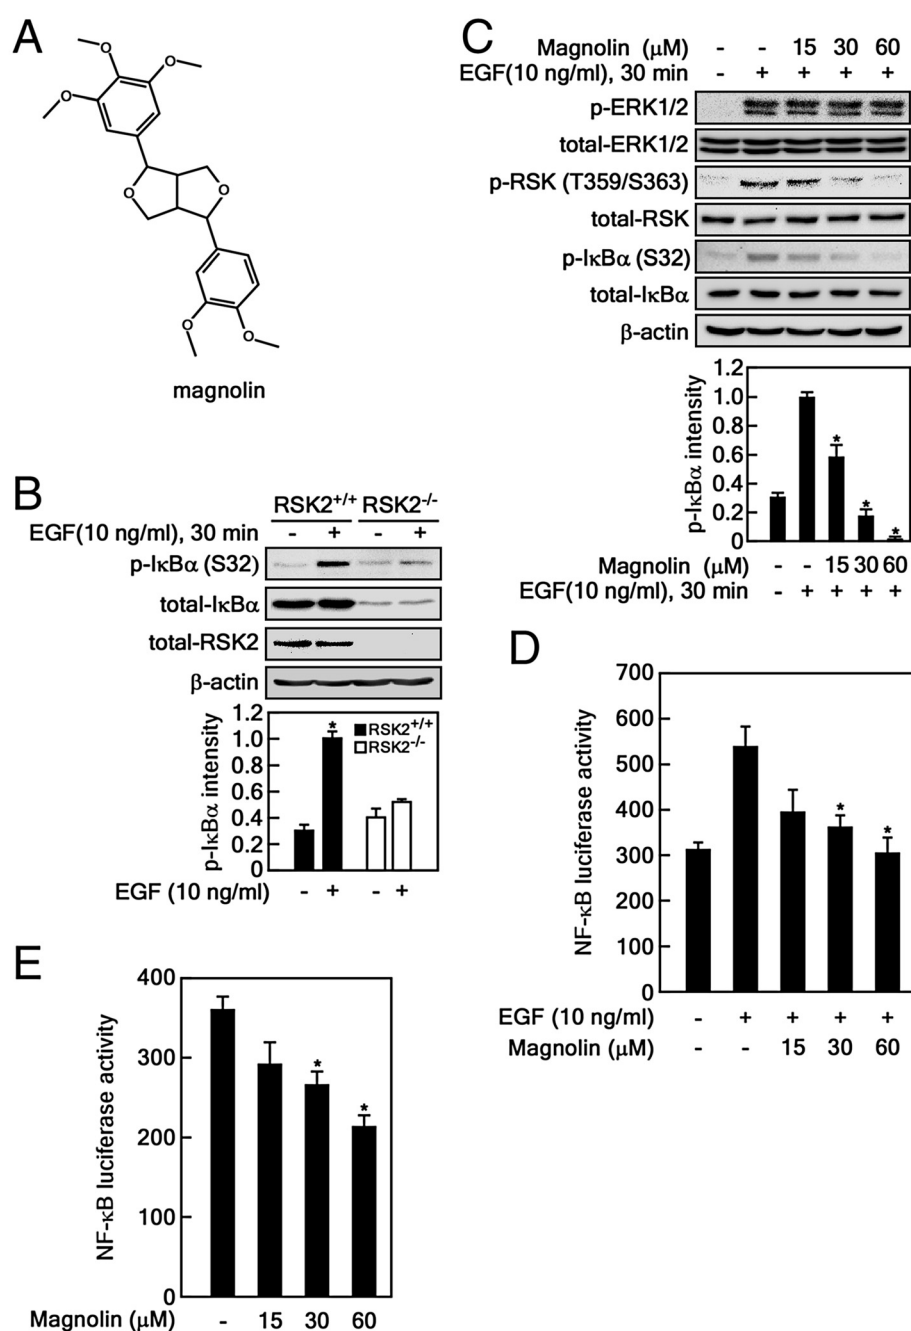 A
O
O
O
O
O
O
O
magnolin
B
RSK2+/+ RSK2-/-
EGF(10 ng/ml), 30 min - + - +
p-IκBα (S32)
total-IκBα
total-RSK2
β-actin
p-IκBα intensity
1.2
1.0
0.8
0.6
0.4
0.2
0
*
RSK2+/+
RSK2-/-
EGF (10 ng/ml) - + - +
C
Magnolin (μM) - - 15 30 60
EGF(10 ng/ml), 30 min - + + + +
p-ERK1/2
total-ERK1/2
p-RSK (T359/S363)
total-RSK
p-IκBα (S32)
total-IκBα
β-actin
p-IκBα intensity
1.2
1.0
0.8
0.6
0.4
0.2
0
*
*
*
Magnolin (μM) - - 15 30 60
EGF(10 ng/ml), 30 min - + + + +
D
NF-κB luciferase activity
700
600
500
400
300
200
100
0
*
*
EGF (10 ng/ml) - + + + +
Magnolin (μM) - - 15 30 60
E
NF-κB luciferase activity
400
300
200
100
0
*
*
Magnolin (μM) - 15 30 60